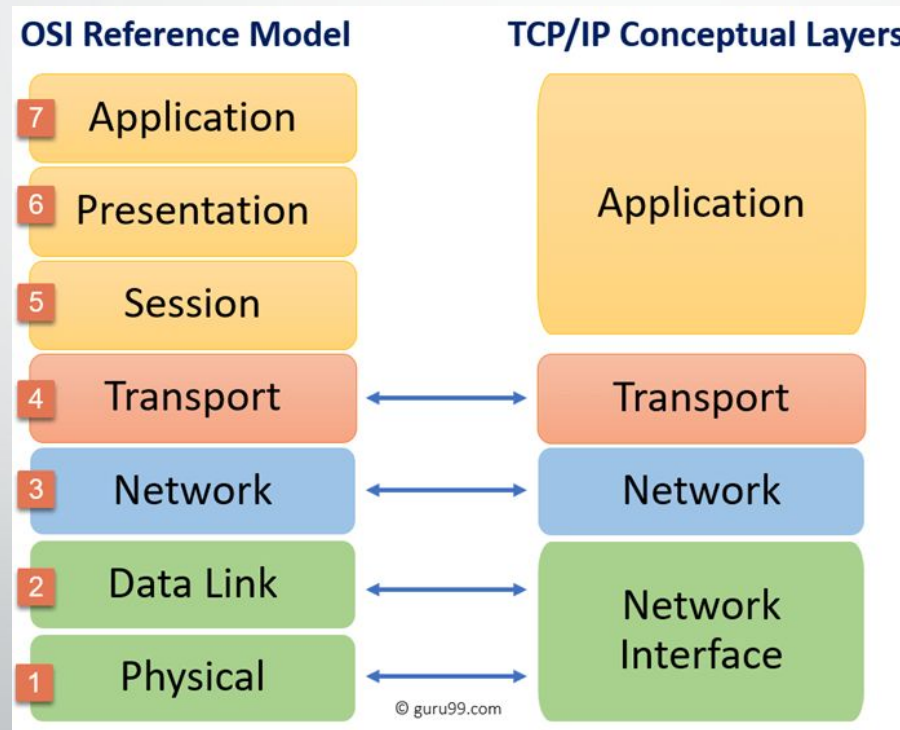 OSI Reference Model
TCP/IP Conceptual Layers
7 Application
6 Presentation
5 Session
4 Transport
3 Network
2 Data Link
1 Physical
Application
Transport
Network
Network
Interface
© guru99.com